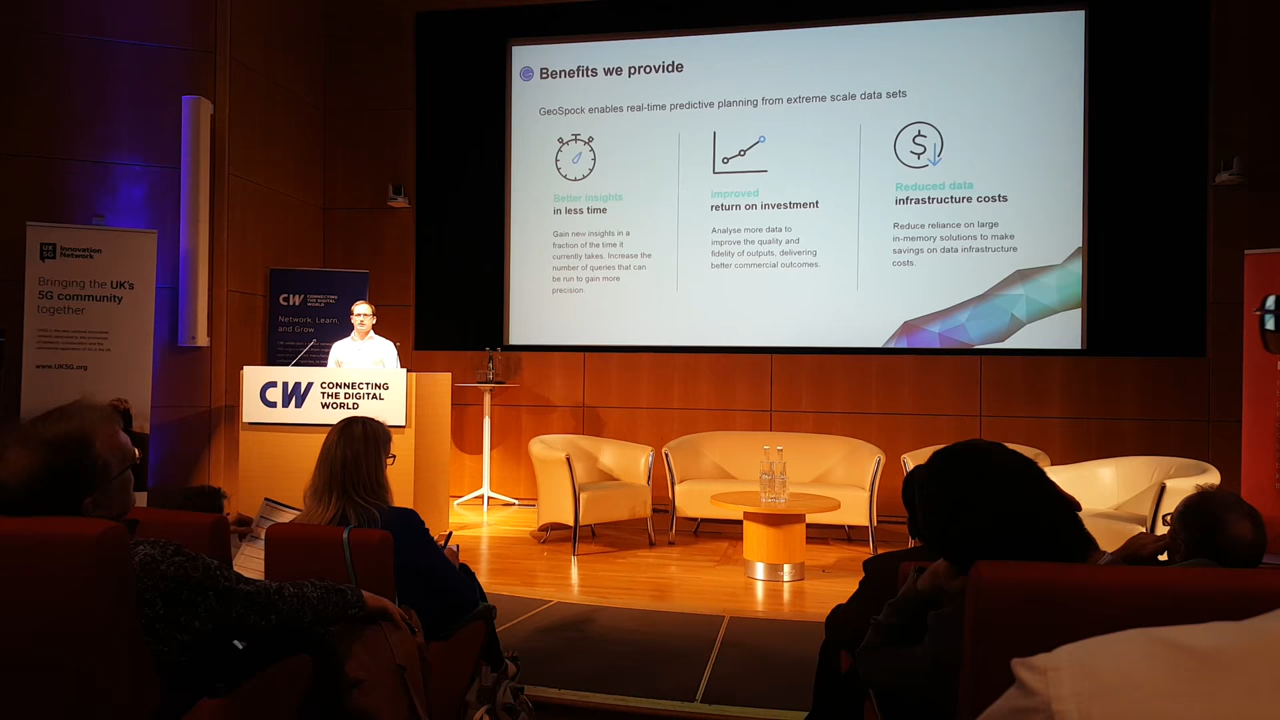 Benefits we provide
GeoSpock enables real-time predictive planning from extreme scale data sets
Better insights
in less time
Gain new insights in a
fraction of the time it
currently takes. Increase the
number of queries that can
be run to gain more
precision.
improved
return on investment
Analyse more data to
improve the quality and
fidelity of outputs, delivering
better commercial outcomes.
Reduced data
infrastructure costs
Reduce reliance on large
in-memory solutions to make
savings on data infrastructure
costs.
UK
5G
Innovation
Network
Bringing the UK's
5G community
together
www.UK5G.org
CW CONNECTING
THE DIGITAL
WORLD
Network, Learn,
and Grow
CW CONNECTING
THE DIGITAL
WORLD